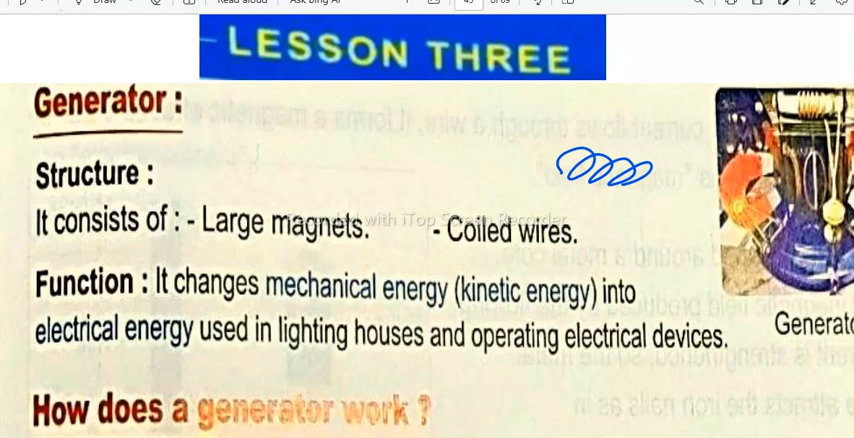 Draw
Read aloud
Ask Bing AI
LESSON THREE
Generator :
Structure :
It consists of : - Large magnets. - Coiled wires.
Recorded with iTop Screen Recorder
Function : It changes mechanical energy (kinetic energy) into
electrical energy used in lighting houses and operating electrical devices.
How does a generator work ?